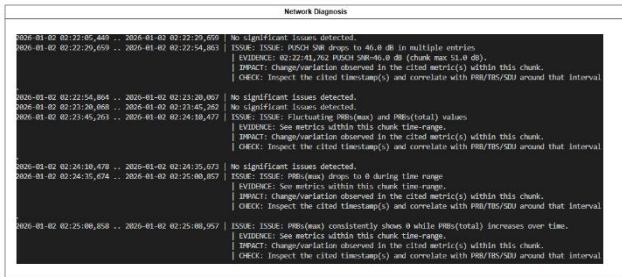 Network Diagnosis
2026-01-02 02:22:05,449 .. 2026-01-02 02:22:29,659 | No significant issues detected.
2026-01-02 02:22:29,659 .. 2026-01-02 02:22:54,863 | ISSUE: ISSUE: PUSCH SNR drops to 46.0 dB in multiple entries
| EVIDENCE: 02:22:41,762 PUSCH SNR=46.0 dB (chunk max 51.0 dB).
| IMPACT: Change/variation observed in the cited metric(s) within this chunk.
| CHECK: Inspect the cited timestamp(s) and correlate with PRB/TBS/SDU around that interval
.
2026-01-02 02:22:54,864 .. 2026-01-02 02:23:20,067 | No significant issues detected.
2026-01-02 02:23:20,068 .. 2026-01-02 02:23:45,262 | No significant issues detected.
2026-01-02 02:23:45,263 .. 2026-01-02 02:24:10,477 | ISSUE: ISSUE: Fluctuating PRBs(max) and PRBs(total) values
| EVIDENCE: See metrics within this chunk time-range.
| IMPACT: Change/variation observed in the cited metric(s) within this chunk.
| CHECK: Inspect the cited timestamp(s) and correlate with PRB/TBS/SDU around that interval
.
2026-01-02 02:24:10,478 .. 2026-01-02 02:24:35,673 | No significant issues detected.
2026-01-02 02:24:35,674 .. 2026-01-02 02:25:00,857 | ISSUE: ISSUE: PRBs(max) drops to 0 during time range
| EVIDENCE: See metrics within this chunk time-range.
| IMPACT: Change/variation observed in the cited metric(s) within this chunk.
| CHECK: Inspect the cited timestamp(s) and correlate with PRB/TBS/SDU around that interval
.
2026-01-02 02:25:00,858 .. 2026-01-02 02:25:08,957 | ISSUE: ISSUE: PRBs(max) consistently shows 0 while PRBs(total) increases over time.
| EVIDENCE: See metrics within this chunk time-range.
| IMPACT: Change/variation observed in the cited metric(s) within this chunk.
| CHECK: Inspect the cited timestamp(s) and correlate with PRB/TBS/SDU around that interval